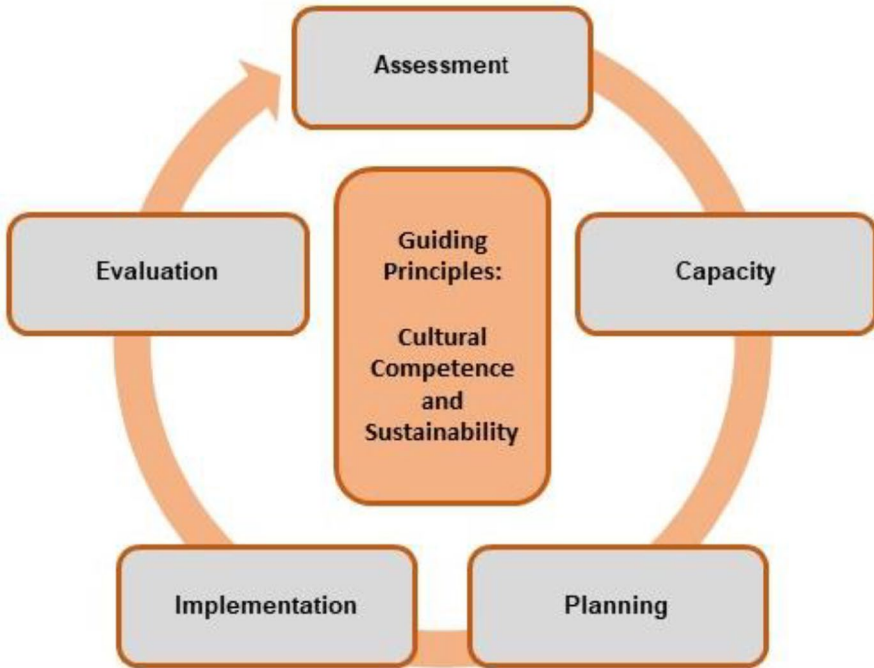 Assessment
Capacity
Planning
Implementation
Evaluation
Guiding
Principles:
Cultural
Competence
and
Sustainability